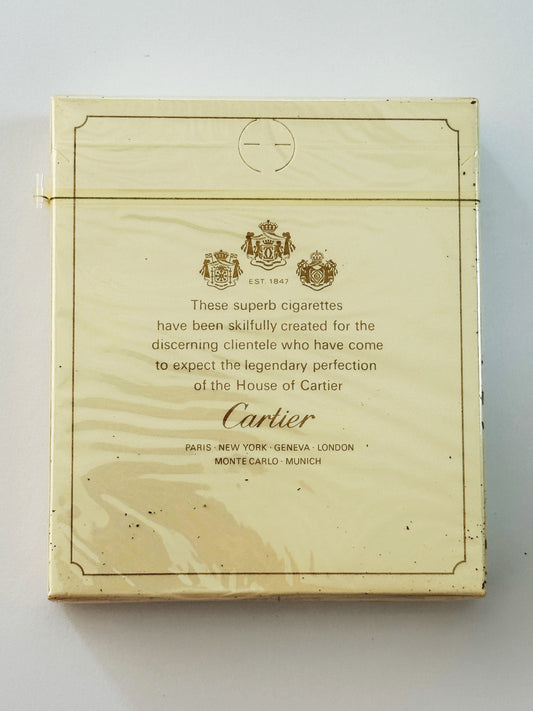 EST. 1847
These superb cigarettes
have been skilfully created for the
discerning clientele who have come
to expect the legendary perfection
of the House of Cartier
Cartier
PARIS · NEW YORK · GENEVA · LONDON
MONTE CARLO · MUNICH